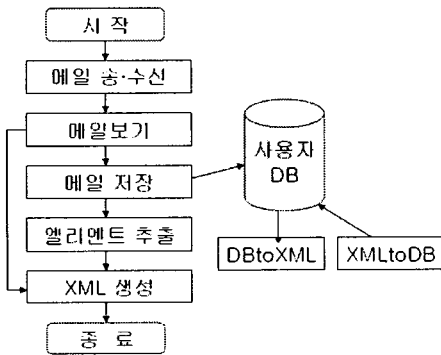 시 작
메일 송·수신
메일보기
메일 저장
엘리멘트 추출
XML 생성
종 료
사용자
DB
DBtoXML
XMLtoDB